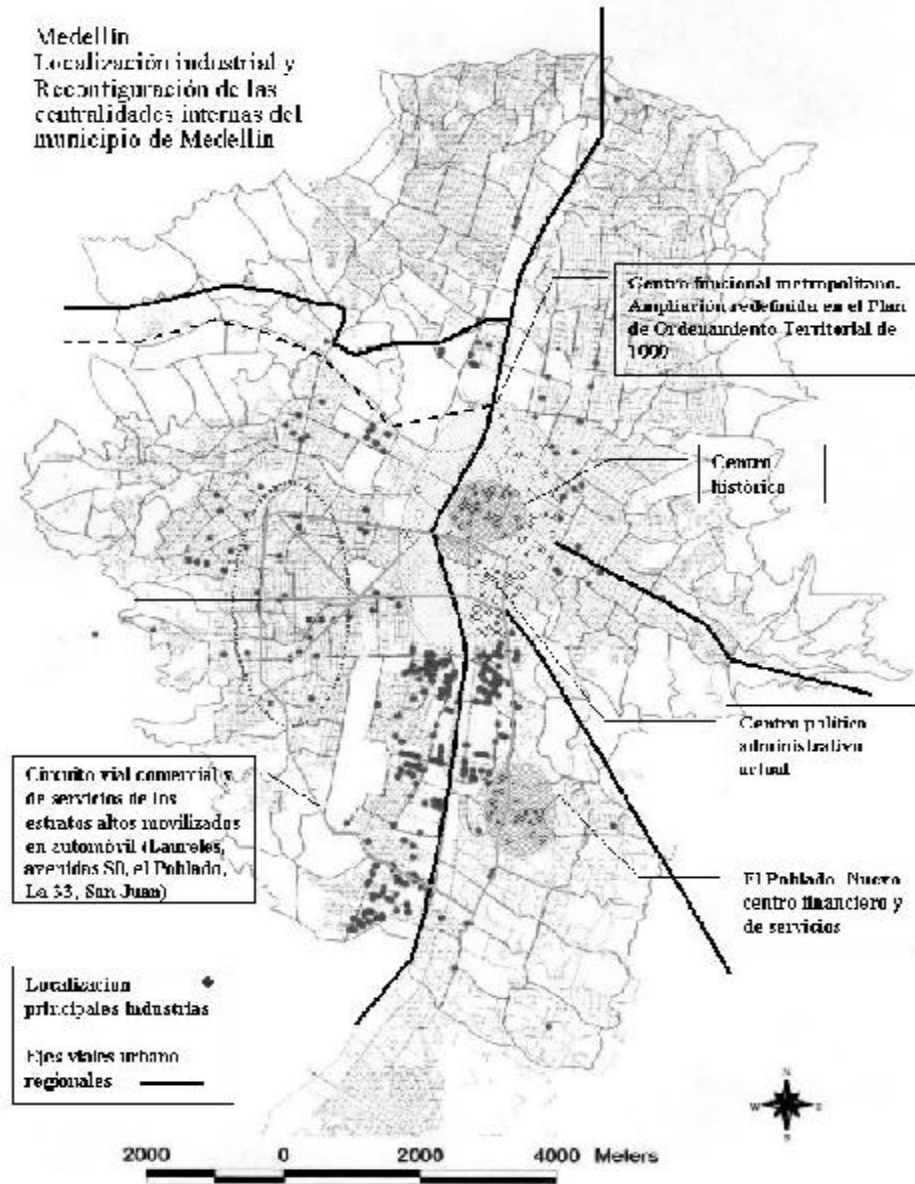 Medellín
Localización industrial y
Reconfiguración de las
centralidades internas del
municipio de Medellín
Centro funcional metropolitano.
Ampliación redefinida en el Plan
de Ordenamiento Territorial de
Centro
histórico
Centro político
administrativo
actual
Circuito vial comercial y
de servicios de los
estratos altos movilizados
en automóvil (Laureles,
avenidas 80, el Poblado,
La 33, San Juan)
El Poblado. Nuevo
centro financiero y
de servicios
Localizacion
principales industrias
Ejes viales urbano
regionales
N
W E
S
2000 0 2000 4000 Meters